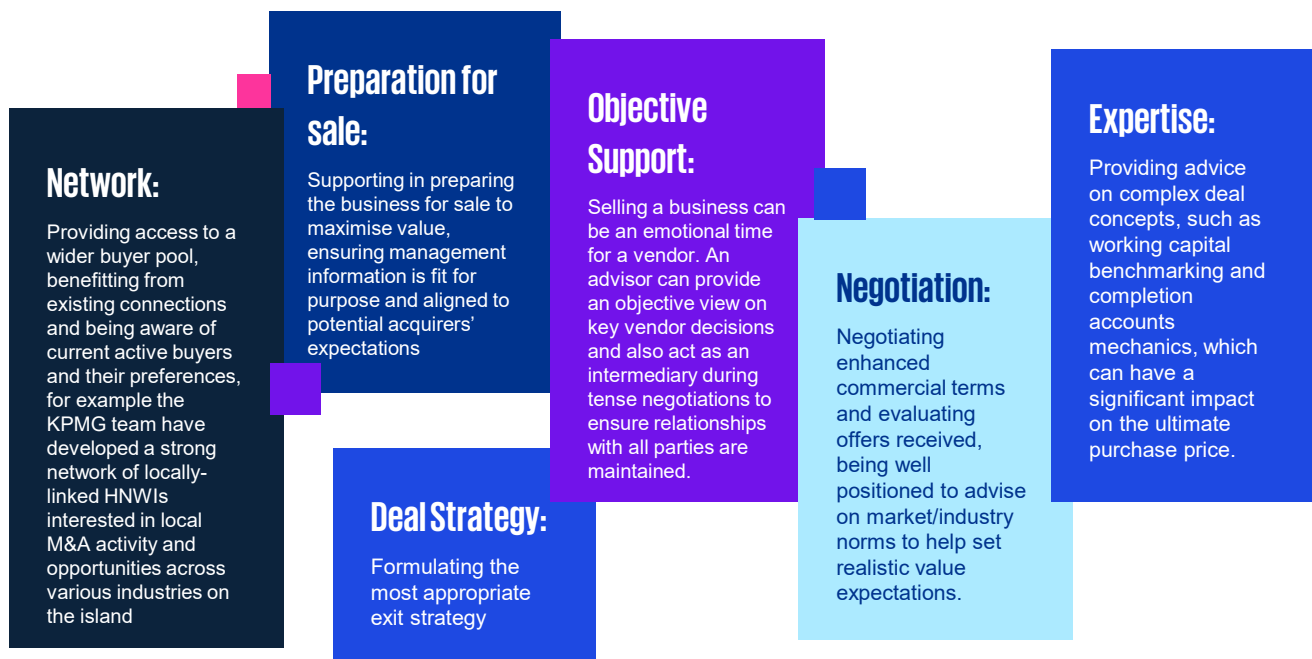 Network:
Providing access to a
wider buyer pool,
benefitting from
existing connections
and being aware of
current active buyers
and their preferences,
for example the
KPMG team have
developed a strong
network of locally-
linked HNWIs
interested in local
M&A activity and
opportunities across
various industries on
the island
Preparation for
sale:
Supporting in preparing
the business for sale to
maximise value,
ensuring management
information is fit for
purpose and aligned to
potential acquirers’
expectations
Deal Strategy:
Formulating the
most appropriate
exit strategy
Objective
Support:
Selling a business can
be an emotional time
for a vendor. An
advisor can provide
an objective view on
key vendor decisions
and also act as an
intermediary during
tense negotiations to
ensure relationships
with all parties are
maintained.
Negotiation:
Negotiating
enhanced
commercial terms
and evaluating
offers received,
being well
positioned to advise
on market/industry
norms to help set
realistic value
expectations.
Expertise:
Providing advice
on complex deal
concepts, such as
working capital
benchmarking and
completion
accounts
mechanics, which
can have a
significant impact
on the ultimate
purchase price.